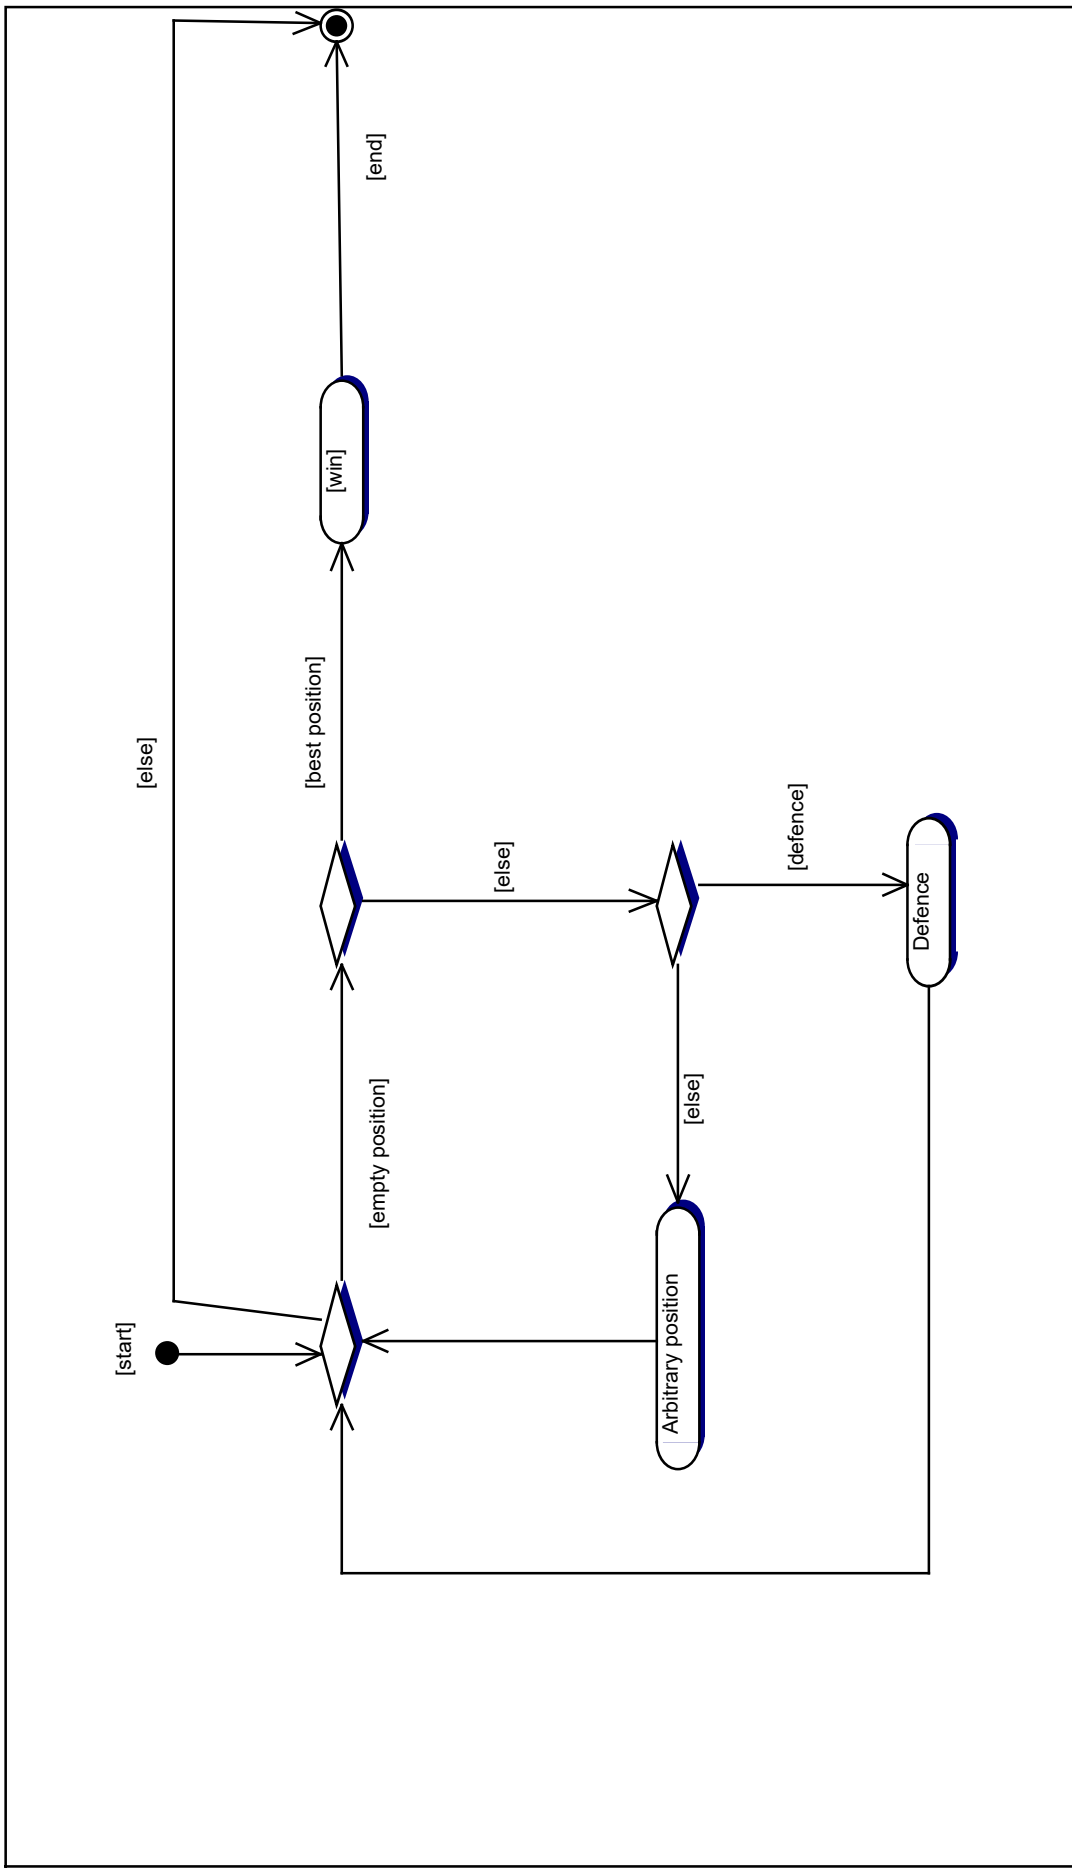 [start]
[else]
[empty position]
[best position]
[win]
[end]
[else]
[else]
[defence]
Arbitrary position
Defence